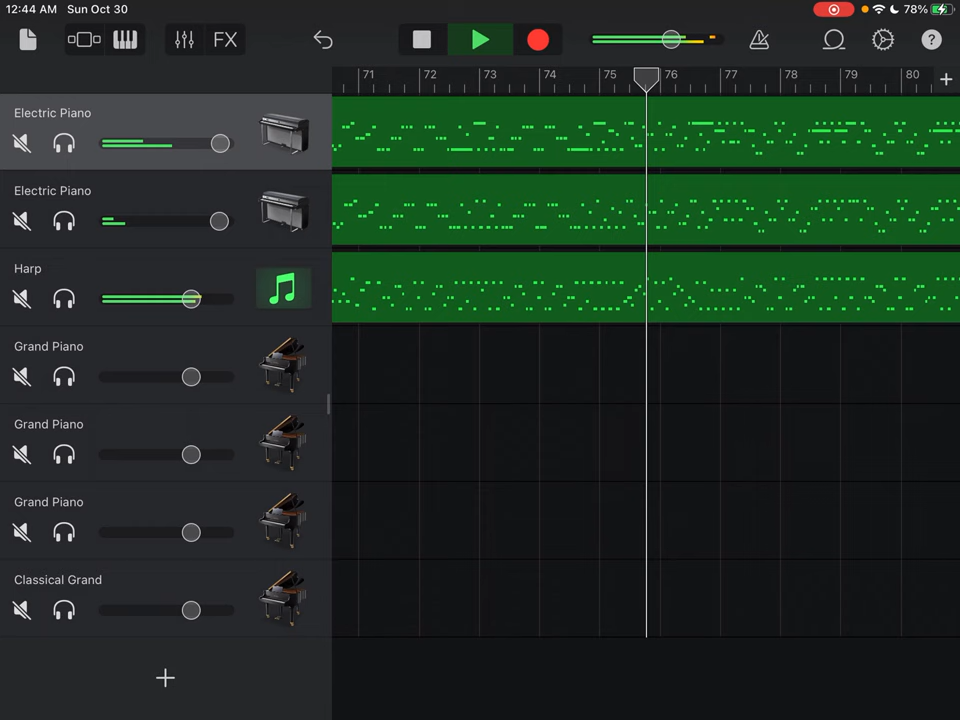 12:44 AM Sun Oct 30
78%
FX
?
71 72 73 74 75 76 77 78 79 80 +
Electric Piano
Electric Piano
Harp
Grand Piano
Grand Piano
Grand Piano
Classical Grand
+